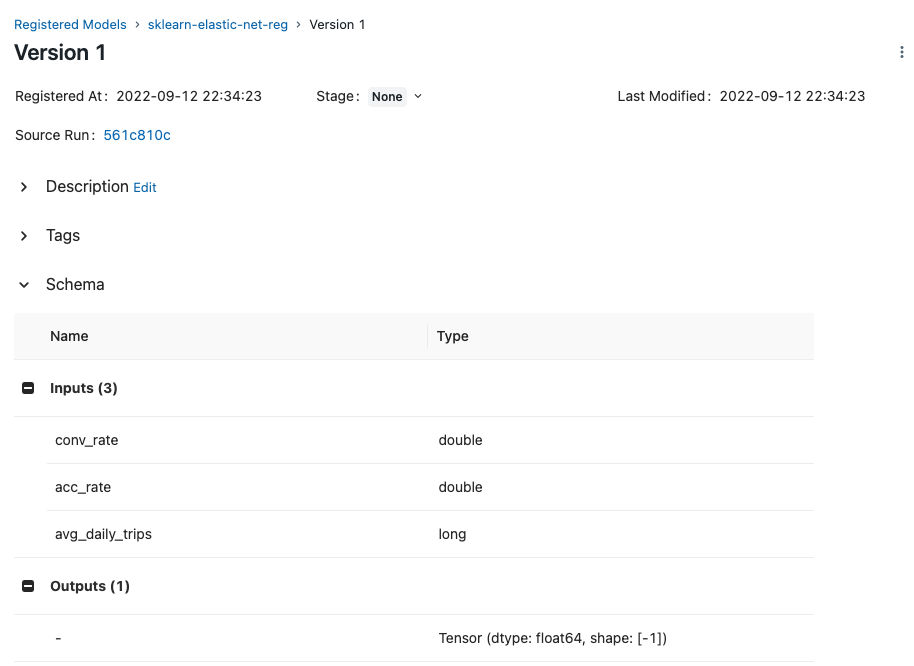 Registered Models > sklearn-elastic-net-reg > Version 1
Version 1
Registered At: 2022-09-12 22:34:23 Stage: None Last Modified: 2022-09-12 22:34:23
Source Run: 561c810c
Description Edit
Tags
Schema
Name Type
Inputs (3)
conv_rate double
acc_rate double
avg_daily_trips long
Outputs (1)
- Tensor (dtype: float64, shape: [-1])